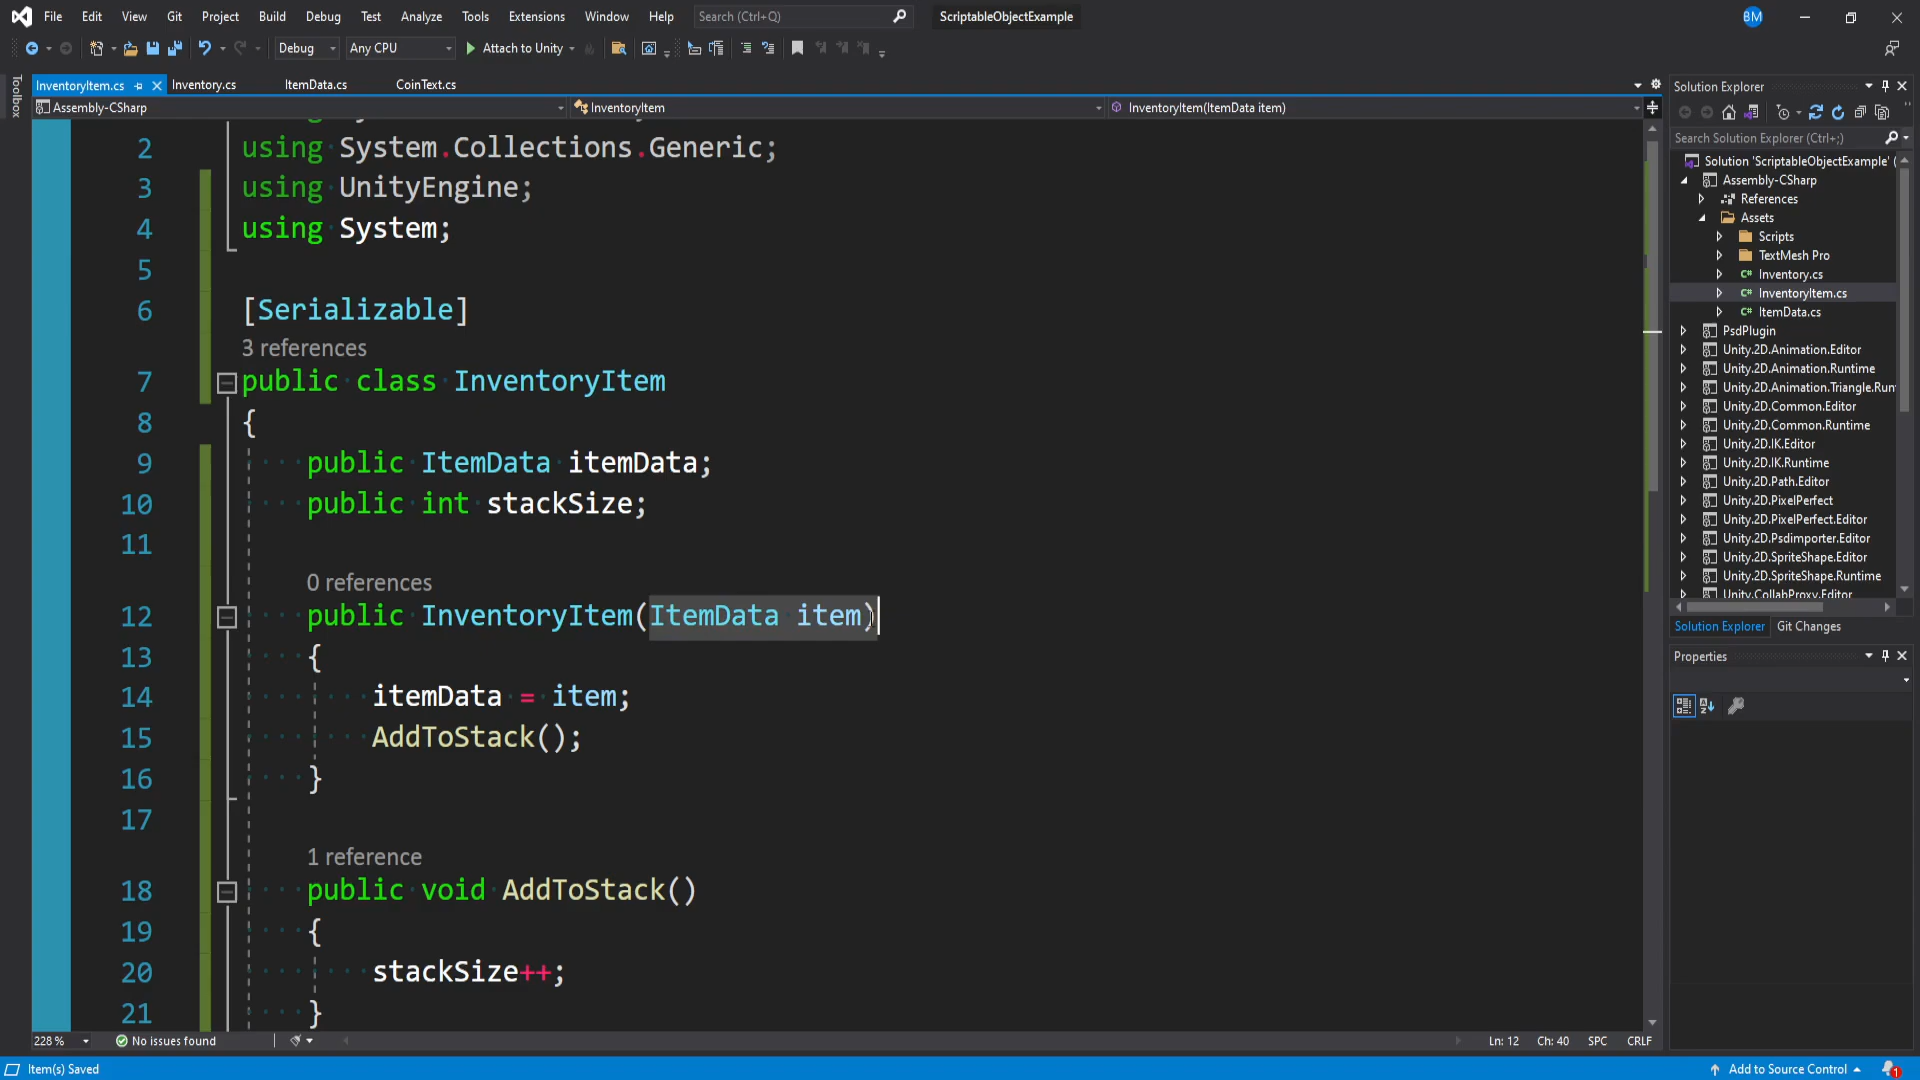 File Edit View Git Project Build Debug Test Analyze Tools Extensions Window Help Search (Ctrl+Q) ScriptableObjectExample BM
Debug Any CPU Attach to Unity
Toolbox
InventoryItem.cs Inventory.cs ItemData.cs CoinText.cs
Assembly-CSharp InventoryItem InventoryItem(ItemData item)
2 using System.Collections.Generic;
3 using UnityEngine;
4 using System;
5
6 [Serializable]
3 references
7 public class InventoryItem
8 {
9 public ItemData itemData;
10 public int stackSize;
11
0 references
12 public InventoryItem(ItemData item)
13 {
14 itemData = item;
15 AddToStack();
16 }
17
1 reference
18 public void AddToStack()
19 {
20 stackSize++;
21 }
228 % No issues found Ln: 12 Ch: 40 SPC CRLF
Item(s) Saved Add to Source Control 1
Solution Explorer
Search Solution Explorer (Ctrl+;)
Solution 'ScriptableObjectExample' (
Assembly-CSharp
References
Assets
Scripts
TextMesh Pro
Inventory.cs
InventoryItem.cs
ItemData.cs
PsdPlugin
Unity.2D.Animation.Editor
Unity.2D.Animation.Runtime
Unity.2D.Animation.Triangle.Run
Unity.2D.Common.Editor
Unity.2D.Common.Runtime
Unity.2D.IK.Editor
Unity.2D.IK.Runtime
Unity.2D.Path.Editor
Unity.2D.PixelPerfect
Unity.2D.PixelPerfect.Editor
Unity.2D.Psdimporter.Editor
Unity.2D.SpriteShape.Editor
Unity.2D.SpriteShape.Runtime
Unity.CollabProxy.Editor
Solution Explorer Git Changes
Properties